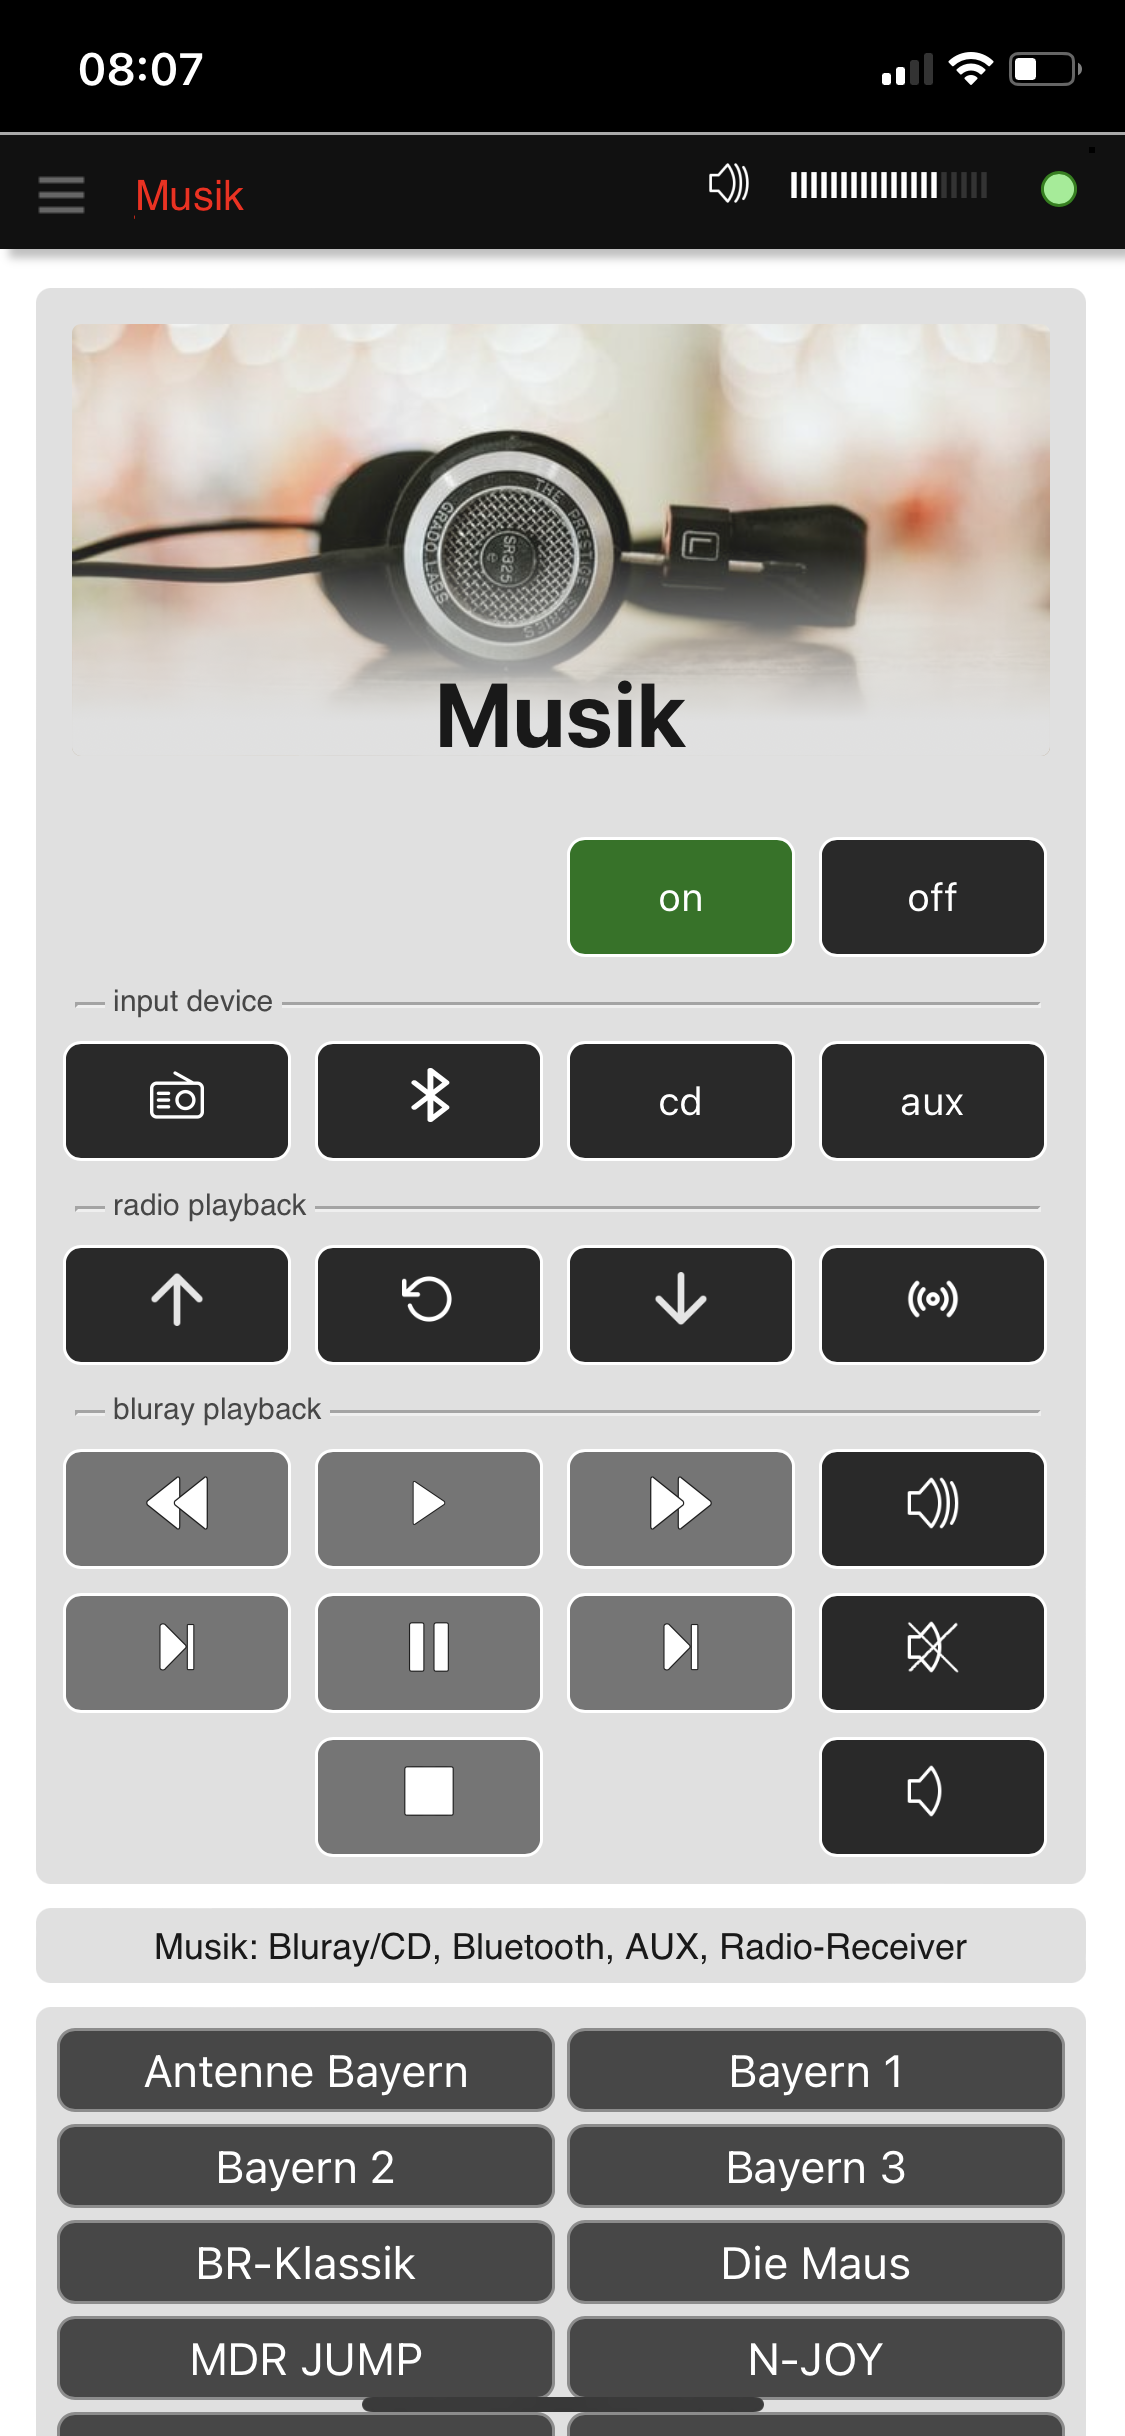 08:07
Musik
GRADO LABS
THE PRESTIGE SERIES
SR325
e
L
Musik
on off
input device
cd aux
radio playback
bluray playback
Musik: Bluray/CD, Bluetooth, AUX, Radio-Receiver
Antenne Bayern Bayern 1
Bayern 2 Bayern 3
BR-Klassik Die Maus
MDR JUMP N-JOY